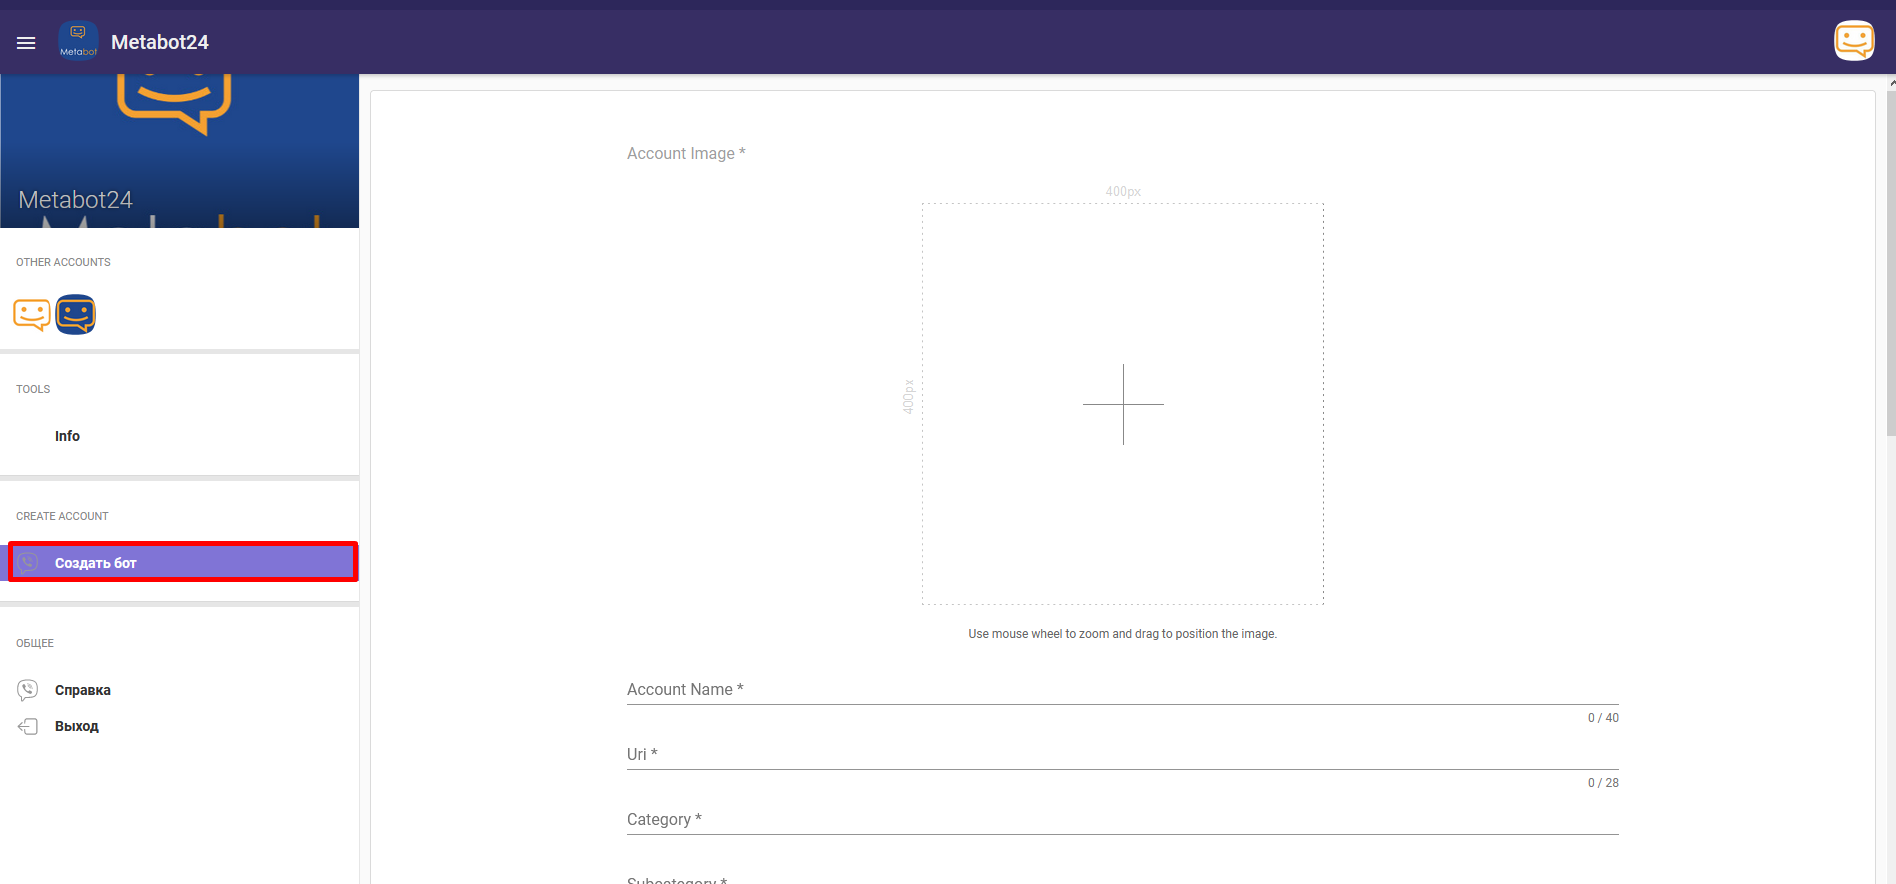 Metabot
Metabot24
Metabot24
OTHER ACCOUNTS
TOOLS
Info
CREATE ACCOUNT
Создать бот
ОБЩЕЕ
Справка
Выход
Account Image *
400px
400px
Use mouse wheel to zoom and drag to position the image.
Account Name *
0 / 40
Uri *
0 / 28
Category *
Subcategory *